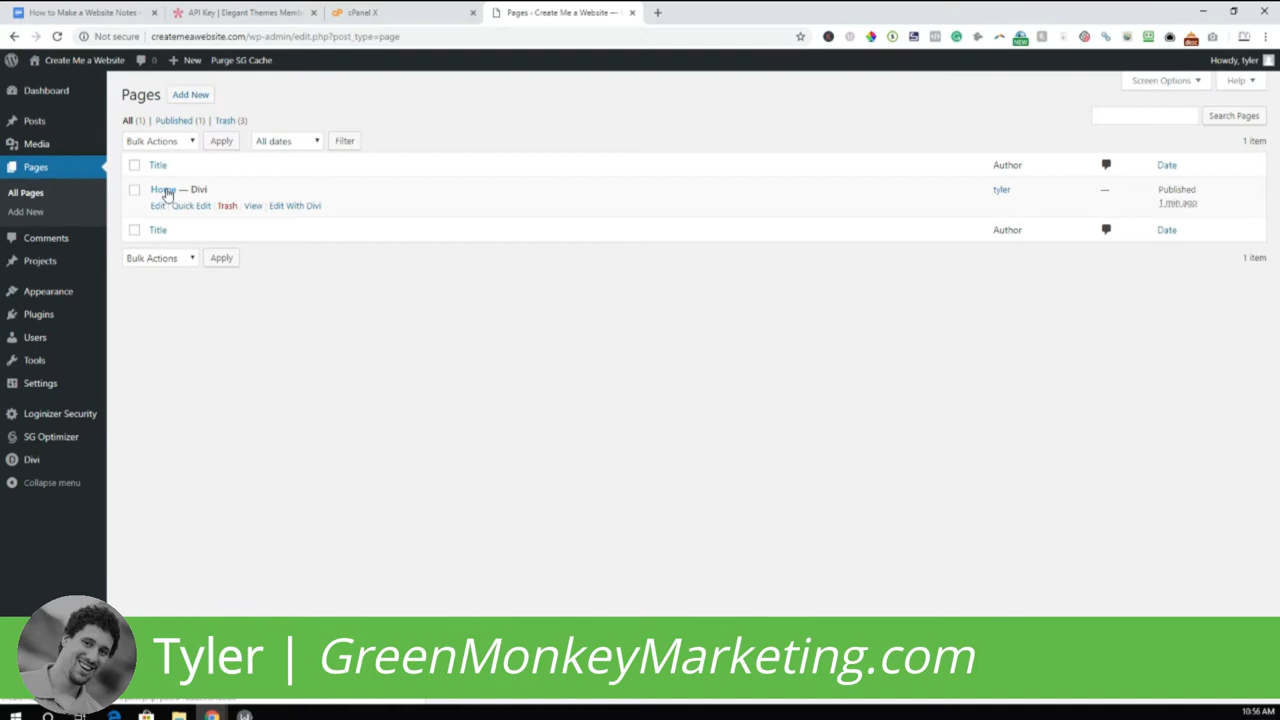 How to Make a Website Notes
API Key | Elegant Themes Memb
cPanel X
Pages ‹ Create Me a Website —
Not secure | createmeawebsite.com/wp-admin/edit.php?post_type=page
Create Me a Website 0 New Purge SG Cache Howdy, tyler
Dashboard
Posts
Media
Pages
All Pages
Add New
Comments
Projects
Appearance
Plugins
Users
Tools
Settings
Loginizer Security
SG Optimizer
Divi
Collapse menu
Screen Options Help
Pages Add New
All (1) | Published (1) | Trash (3)
Search Pages
Bulk Actions Apply All dates Filter 1 item
Title Author Date
Home — Divi tyler — Published
Edit | Quick Edit | Trash | View | Edit With Divi 1 min ago
Title Author Date
Bulk Actions Apply 1 item
Tyler | GreenMonkeyMarketing.com
10:56 AM